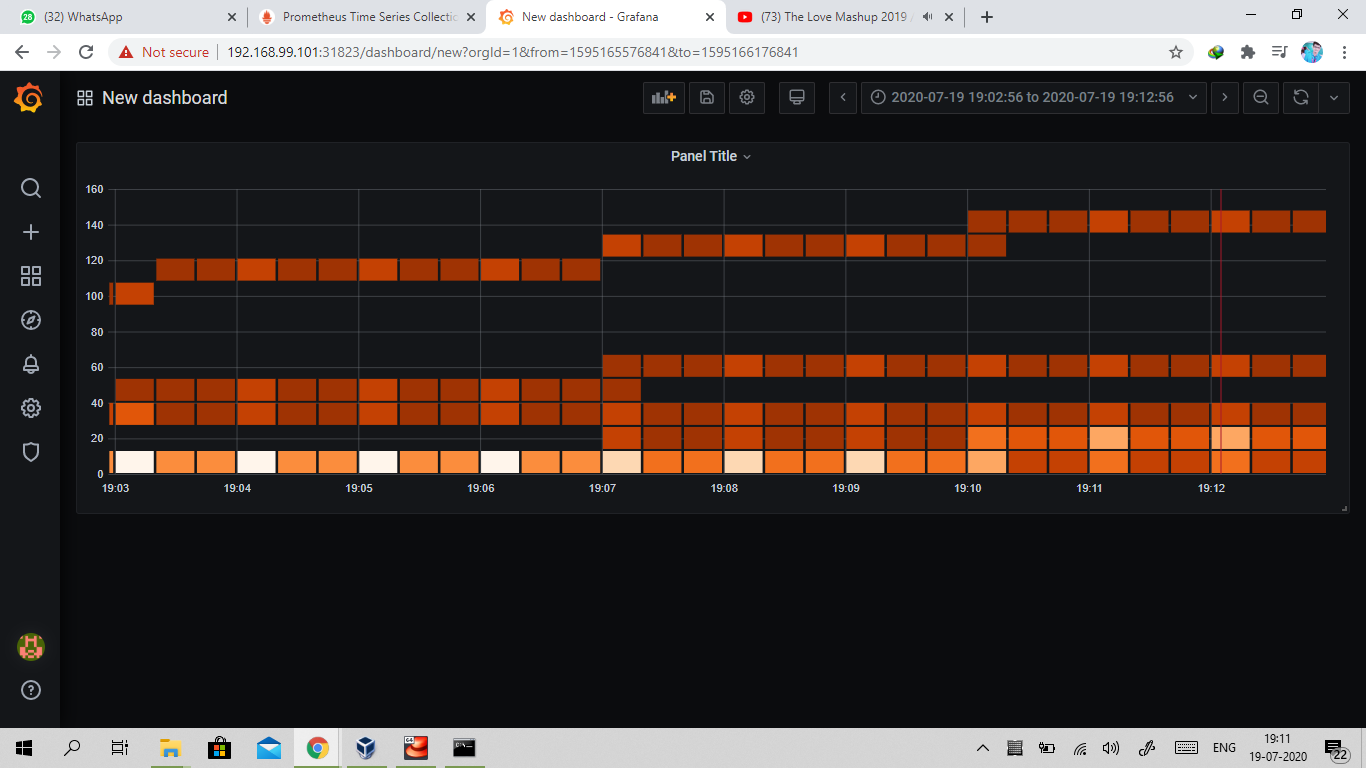 28 (32) WhatsApp
Prometheus Time Series Collectic
New dashboard - Grafana
(73) The Love Mashup 2019
Not secure
192.168.99.101:31823/dashboard/new?orgId=1&from=1595165576841&to=1595166176841
New dashboard
2020-07-19 19:02:56 to 2020-07-19 19:12:56
Panel Title
160
140
120
100
80
60
40
20
0
19:03 19:04 19:05 19:06 19:07 19:08 19:09 19:10 19:11 19:12
ENG
19:11
19-07-2020
22